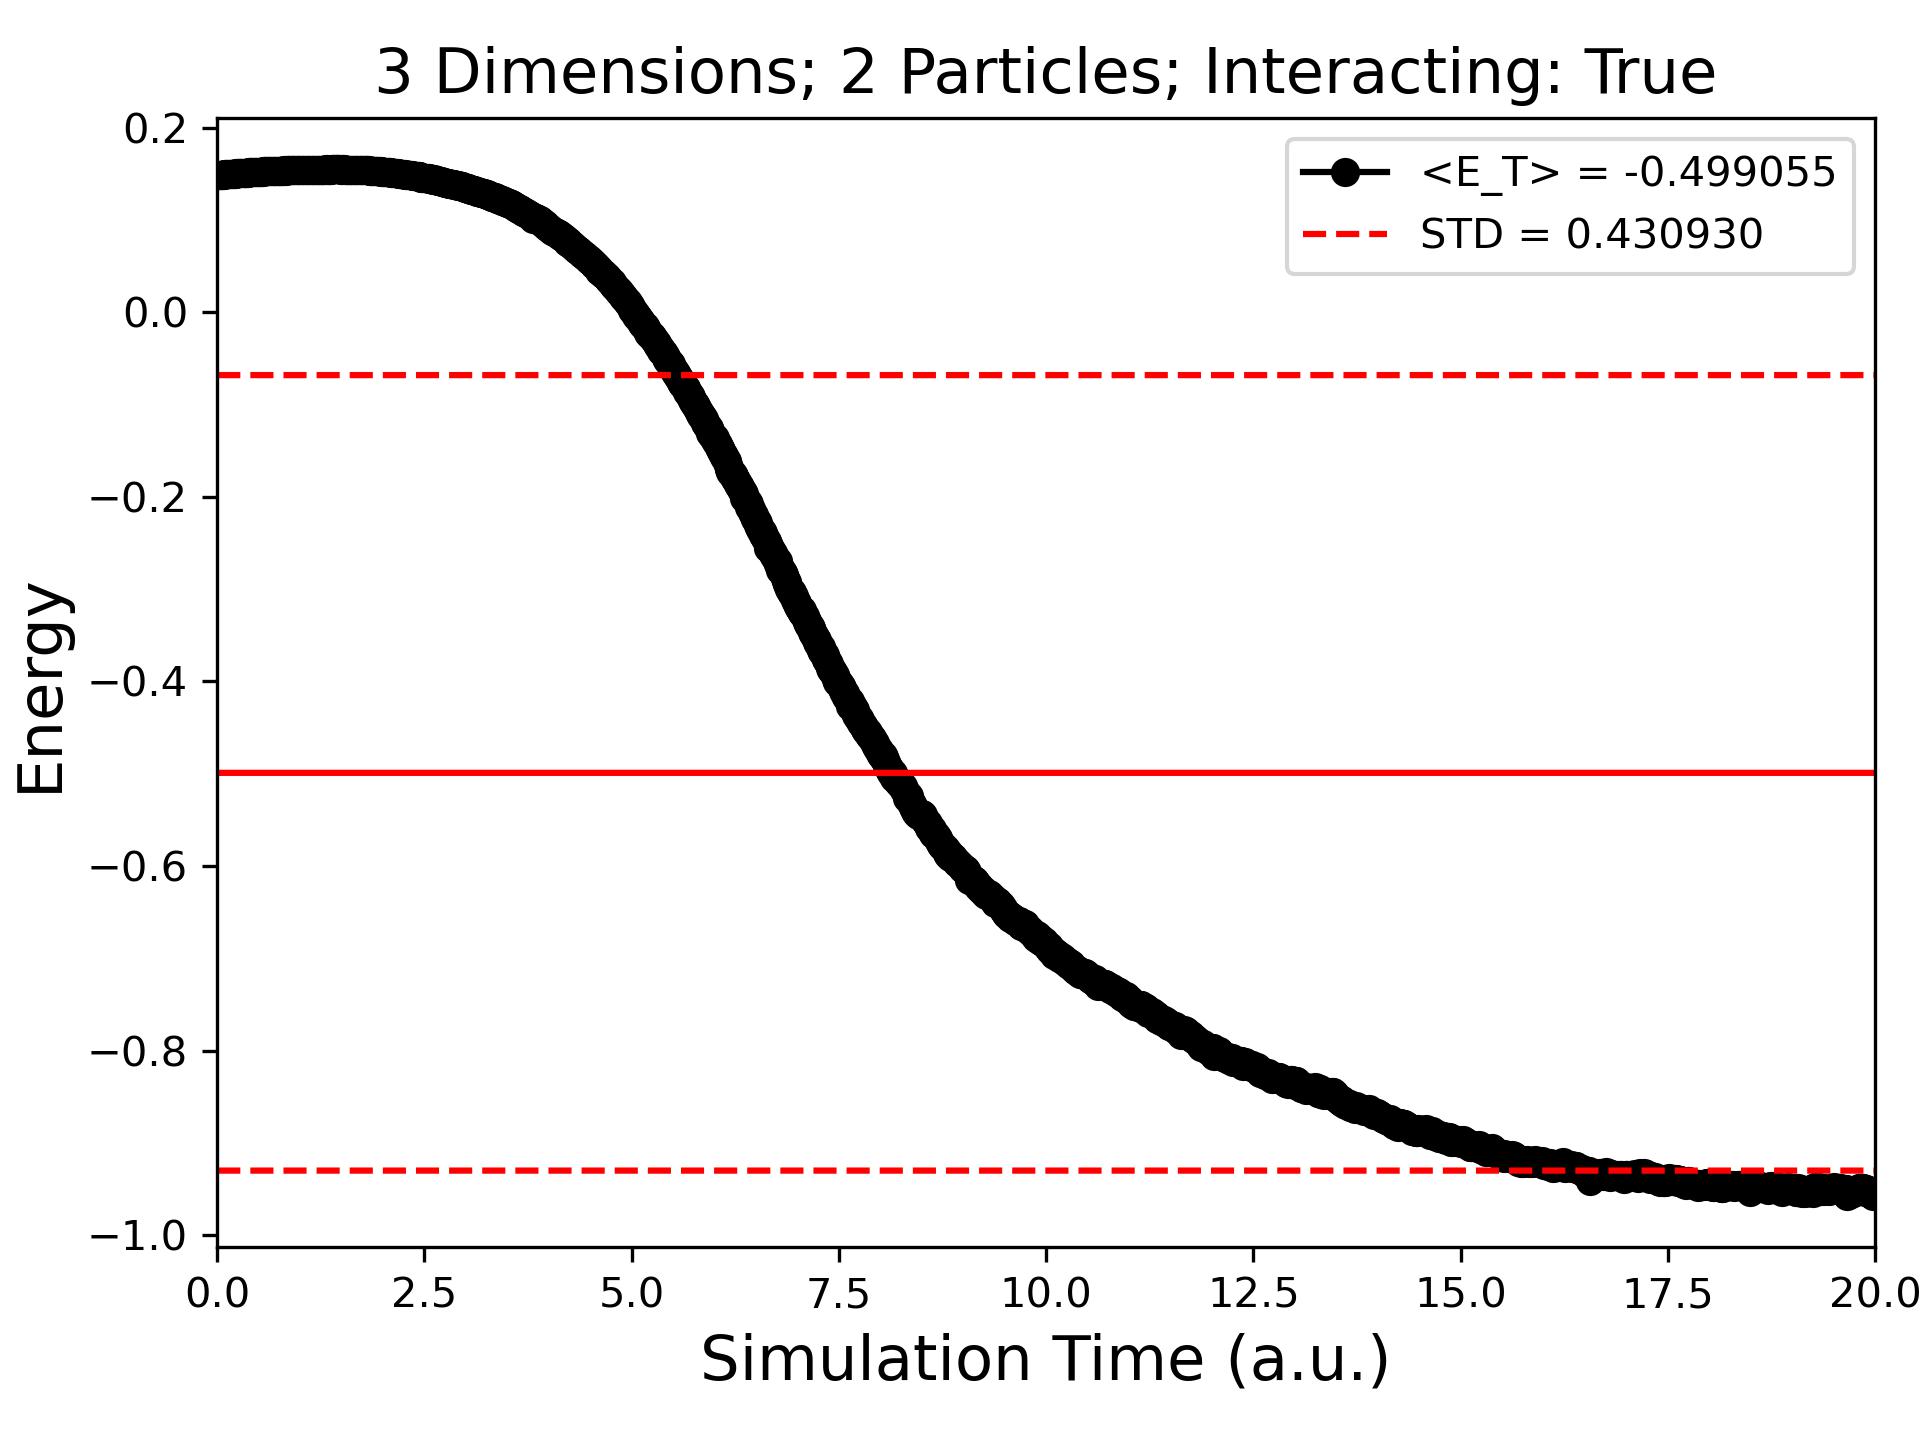 3 Dimensions; 2 Particles; Interacting: True
<E_T> = -0.499055
STD = 0.430930
Energy
0.2
0.0
−0.2
−0.4
−0.6
−0.8
−1.0
0.0 2.5 5.0 7.5 10.0 12.5 15.0 17.5 20.0
Simulation Time (a.u.)